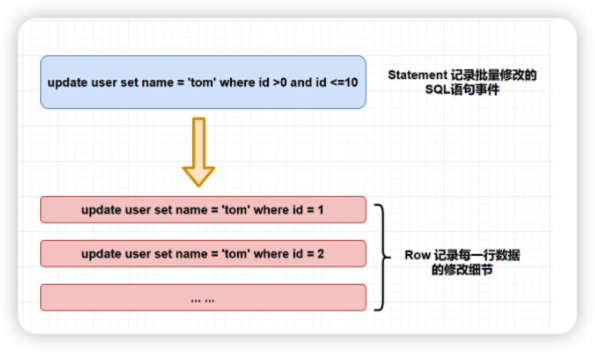 update user set name = 'tom' where id >0 and id <=10
Statement 记录批量修改的
SQL语句事件
update user set name = 'tom' where id = 1
update user set name = 'tom' where id = 2
... ...
Row 记录每一行数据
的修改细节